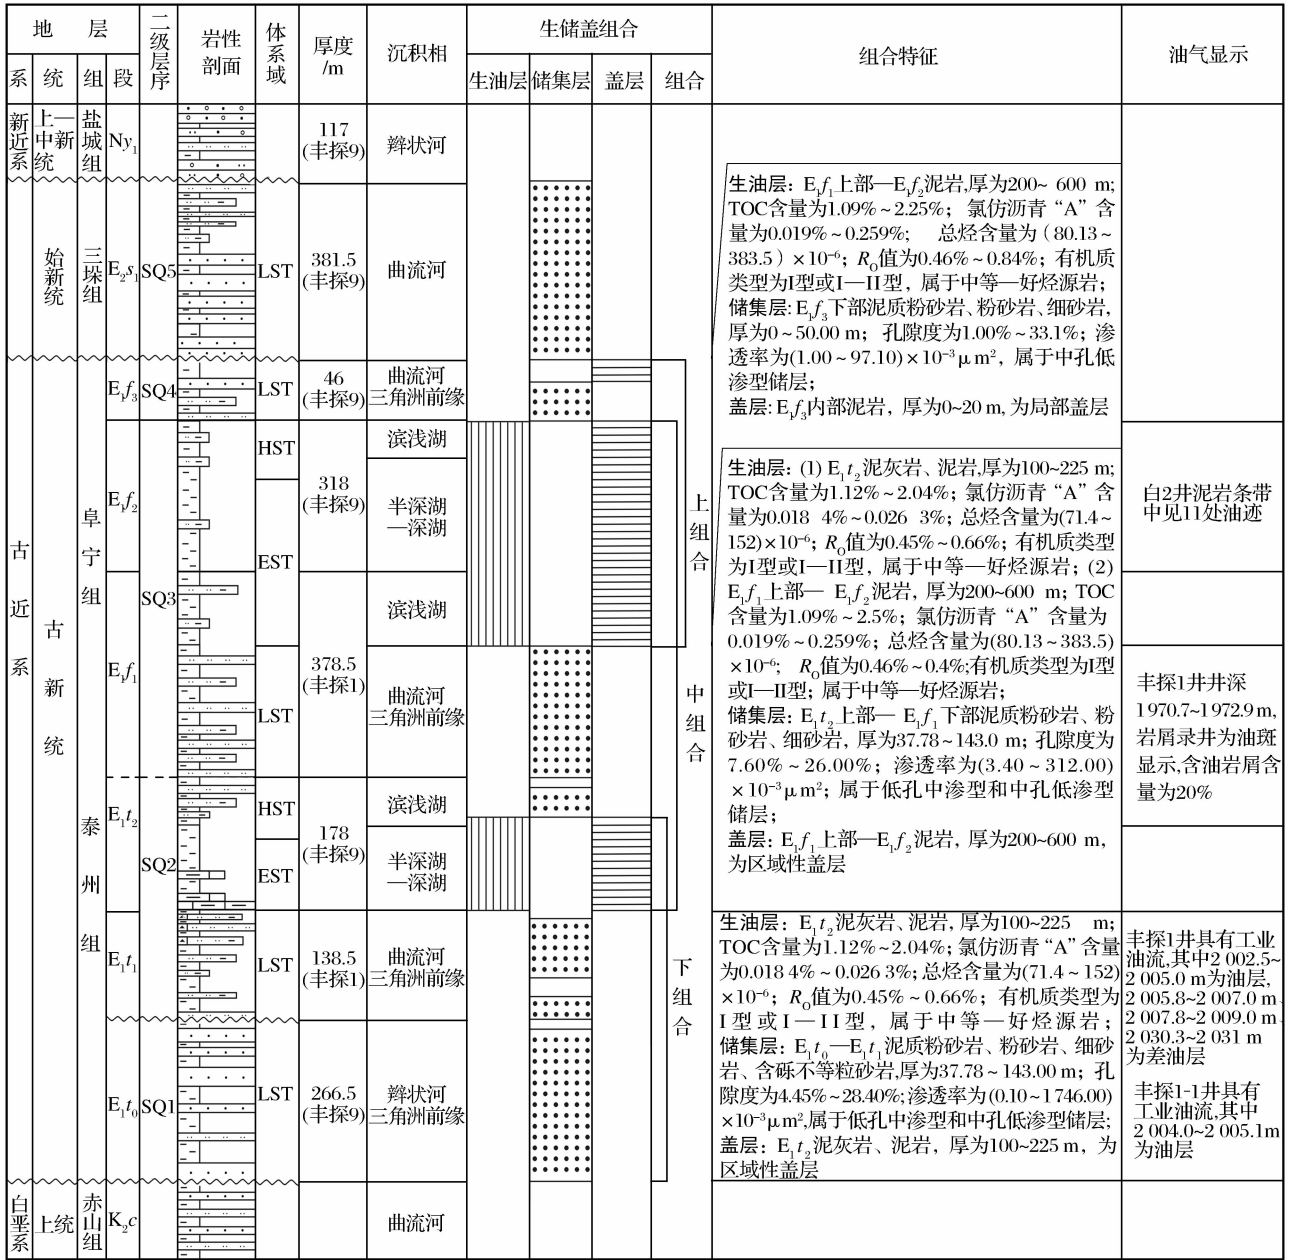 地 层
二级层序
岩性剖面
体系域
厚度/m
沉积相
生储盖组合
组合特征
油气显示
系 统 组 段
生油层 储集层 盖层 组合
新近系
上—中新统
盐城组
Ny₁
117
(丰探9)
辫状河
始新统
三垛组
E₂s₁
SQ5
LST
381.5
(丰探9)
曲流河
古近系
古新统
阜宁组
E₁f₃
SQ4
LST
46
(丰探9)
曲流河
三角洲前缘
E₁f₂
HST
318
(丰探9)
滨浅湖
半深湖
—深湖
EST
SQ3
E₁f₁
滨浅湖
378.5
(丰探1)
LST
曲流河
三角洲前缘
泰州组
E₁t₂
HST
滨浅湖
178
(丰探9)
SQ2
EST
半深湖
—深湖
E₁t₁
LST
138.5
(丰探1)
曲流河
三角洲前缘
E₁t₀
SQ1
LST
266.5
(丰探9)
辫状河
三角洲前缘
白垩系
上统
赤山组
K₂c
曲流河
上组合
中组合
下组合
生油层: E₁f₁上部—E₁f₂泥岩,厚为200~ 600 m;
TOC含量为1.09%~2.25%; 氯仿沥青“A”含
量为0.019%~0.259%; 总烃含量为 (80.13~
383.5) ×10⁻⁶; R₀值为0.46%~0.84%; 有机质
类型为I型或I—II型, 属于中等—好烃源岩;
储集层: E₁f₃下部泥质粉砂岩、粉砂岩、细砂岩,
厚为0~50.00 m; 孔隙度为1.00%~33.1%; 渗
透率为(1.00~97.10)×10⁻³μm², 属于中孔低
渗型储层;
盖层: E₁f₃内部泥岩, 厚为0~20 m, 为局部盖层
生油层: (1) E₁t₂泥灰岩、泥岩,厚为100~225 m;
TOC含量为1.12%~2.04%; 氯仿沥青“A”含
量为0.018 4%~0.026 3%; 总烃含量为(71.4~
152)×10⁻⁶; R₀值为0.45%~0.66%; 有机质类型
为I型或I—II型, 属于中等—好烃源岩; (2)
E₁f₁上部— E₁f₂泥岩, 厚为200~600 m; TOC
含量为1.09%~2.5%; 氯仿沥青“A”含量为
0.019%~0.259%; 总烃含量为(80.13~383.5)
×10⁻⁶; R₀值为0.46%~0.4%;有机质类型为I型
或I—II型; 属于中等—好烃源岩;
储集层: E₁t₂上部— E₁f₁下部泥质粉砂岩、粉
砂岩、细砂岩, 厚为37.78~143.0 m; 孔隙度为
7.60%~26.00%; 渗透率为(3.40~312.00)
×10⁻³μm²; 属于低孔中渗型和中孔低渗型
储层;
盖层: E₁f₁上部—E₁f₂泥岩, 厚为200~600 m,
为区域性盖层
生油层: E₁t₂泥灰岩、泥岩, 厚为100~225 m;
TOC含量为1.12%~2.04%; 氯仿沥青“A”含量
为0.018 4%~0.026 3%; 总烃含量为(71.4~152)
×10⁻⁶; R₀值为0.45%~0.66%; 有机质类型为
I型或I—II型, 属于中等—好烃源岩;
储集层: E₁t₀—E₁t₁泥质粉砂岩、粉砂岩、细砂
岩、含砾不等粒砂岩,厚为37.78~143.00 m; 孔
隙度为4.45%~28.40%;渗透率为(0.10~1746.00)
×10⁻³μm²,属于低孔中渗型和中孔低渗型储层;
盖层: E₁t₂泥灰岩、泥岩, 厚为100~225 m, 为
区域性盖层
白2井泥岩条带
中见11处油迹
丰探1井井深
1970.7~1972.9 m,
岩屑录井为油斑
显示,含油岩屑含
量为20%
丰探1井具有工业
油流,其中2 002.5~
2 005.0 m为油层,
2 005.8~2 007.0 m
2 007.8~2 009.0 m
2 030.3~2 031 m
为差油层
丰探1-1井具有
工业油流,其中
2 004.0~2 005.1m
为油层